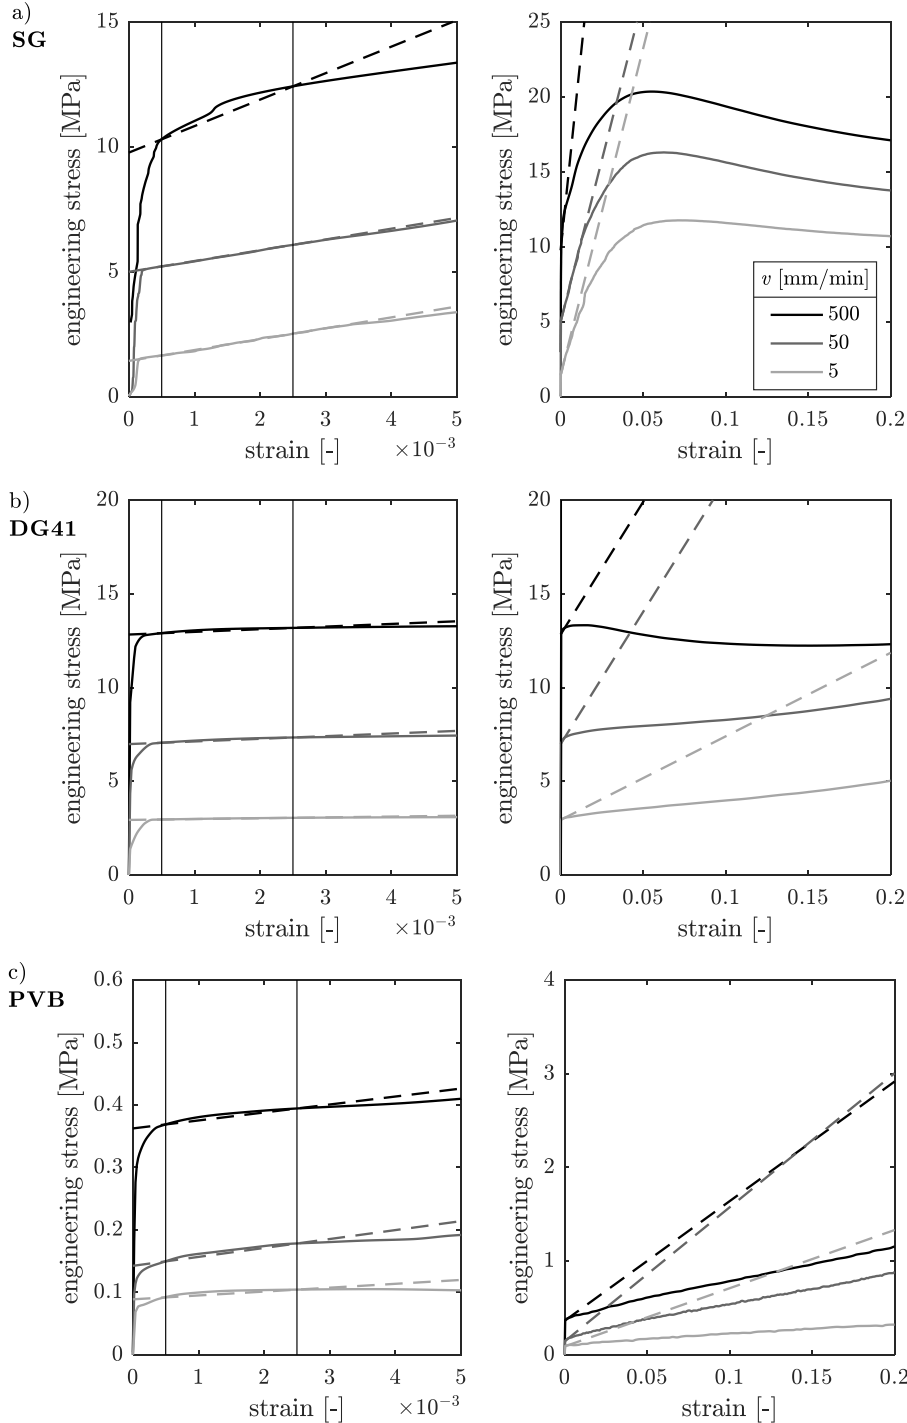 a)
SG
engineering stress [MPa]
15
10
5
0
0 1 2 3 4 5
strain [-] ×10⁻³
engineering stress [MPa]
25
20
15
10
5
0
v [mm/min]
500
50
5
0 0.05 0.1 0.15 0.2
strain [-]
b)
DG41
engineering stress [MPa]
20
15
10
5
0
0 1 2 3 4 5
strain [-] ×10⁻³
engineering stress [MPa]
20
15
10
5
0
0 0.05 0.1 0.15 0.2
strain [-]
c)
PVB
engineering stress [MPa]
0.6
0.5
0.4
0.3
0.2
0.1
0
0 1 2 3 4 5
strain [-] ×10⁻³
engineering stress [MPa]
4
3
2
1
0
0 0.05 0.1 0.15 0.2
strain [-]